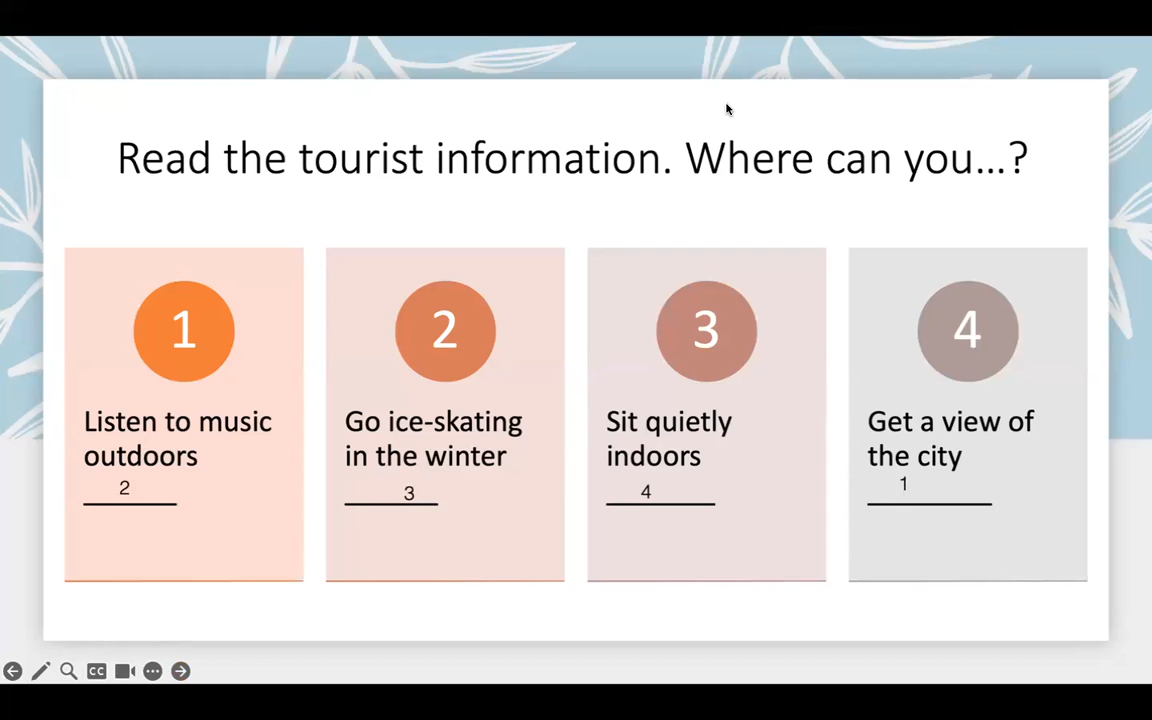 Read the tourist information. Where can you...?
1
Listen to music
outdoors
2
2
Go ice-skating
in the winter
3
3
Sit quietly
indoors
4
4
Get a view of
the city
1
CC